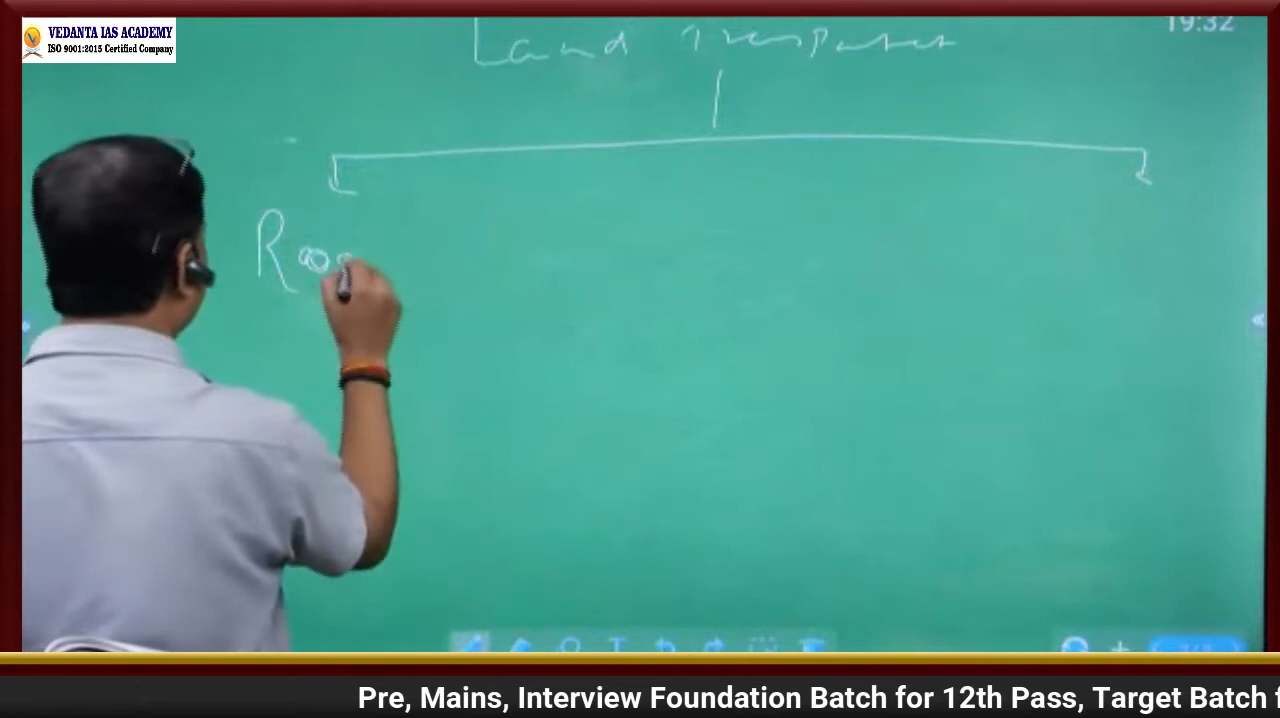 VEDANTA IAS ACADEMY
ISO 9001:2015 Certified Company
19:32
Land
Roa
Pre, Mains, Interview Foundation Batch for 12th Pass, Target Batch f